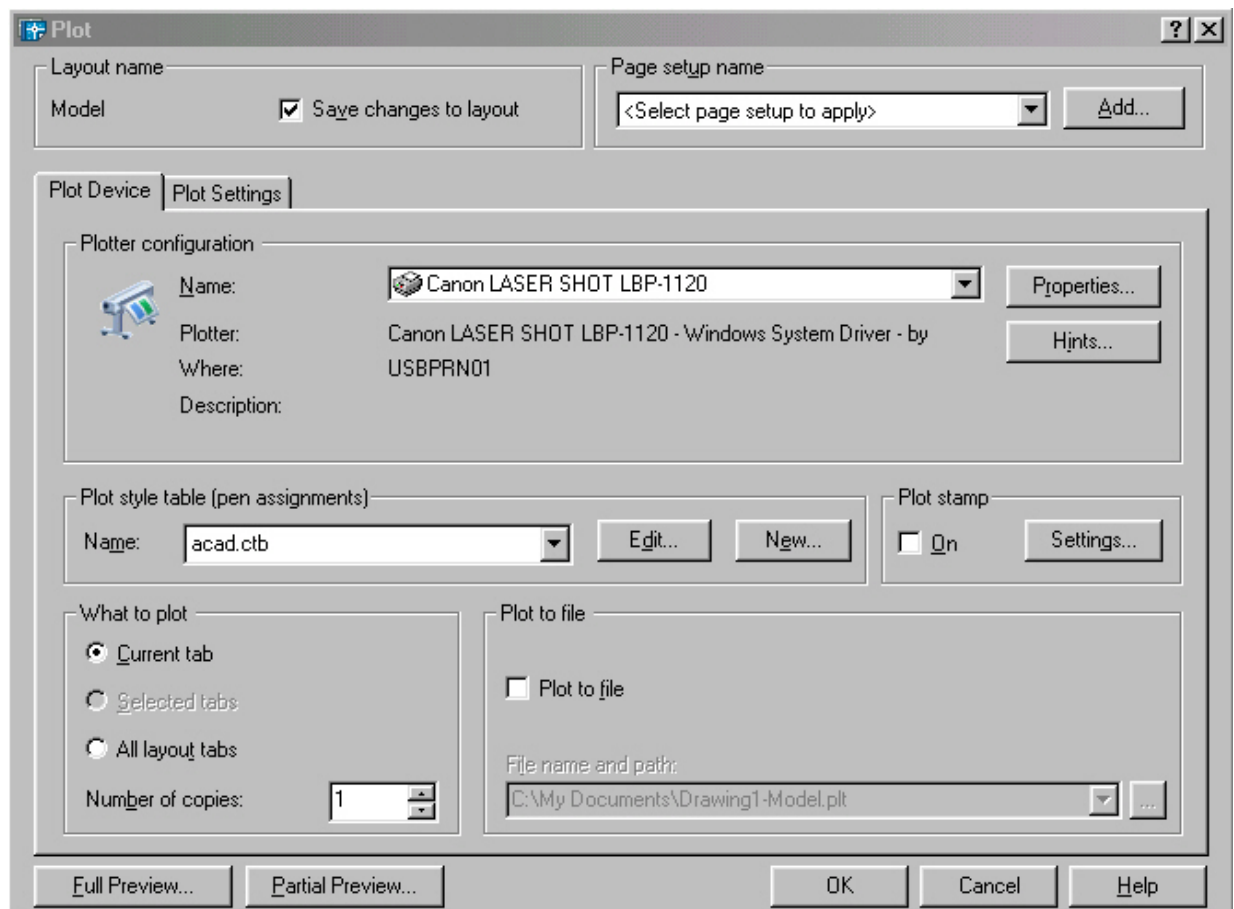 Plot
Layout name
Model
Save changes to layout
Page setup name
<Select page setup to apply>
Add...
Plot Device
Plot Settings
Plotter configuration
Name:
Canon LASER SHOT LBP-1120
Properties...
Plotter:
Canon LASER SHOT LBP-1120 - Windows System Driver - by
Hints...
Where:
USBPRN01
Description:
Plot style table (pen assignments)
Name:
acad.ctb
Edit...
New...
Plot stamp
On
Settings...
What to plot
Current tab
Selected tabs
All layout tabs
Number of copies:
1
Plot to file
Plot to file
File name and path:
C:\My Documents\Drawing1-Model.plt
...
Full Preview...
Partial Preview...
OK
Cancel
Help